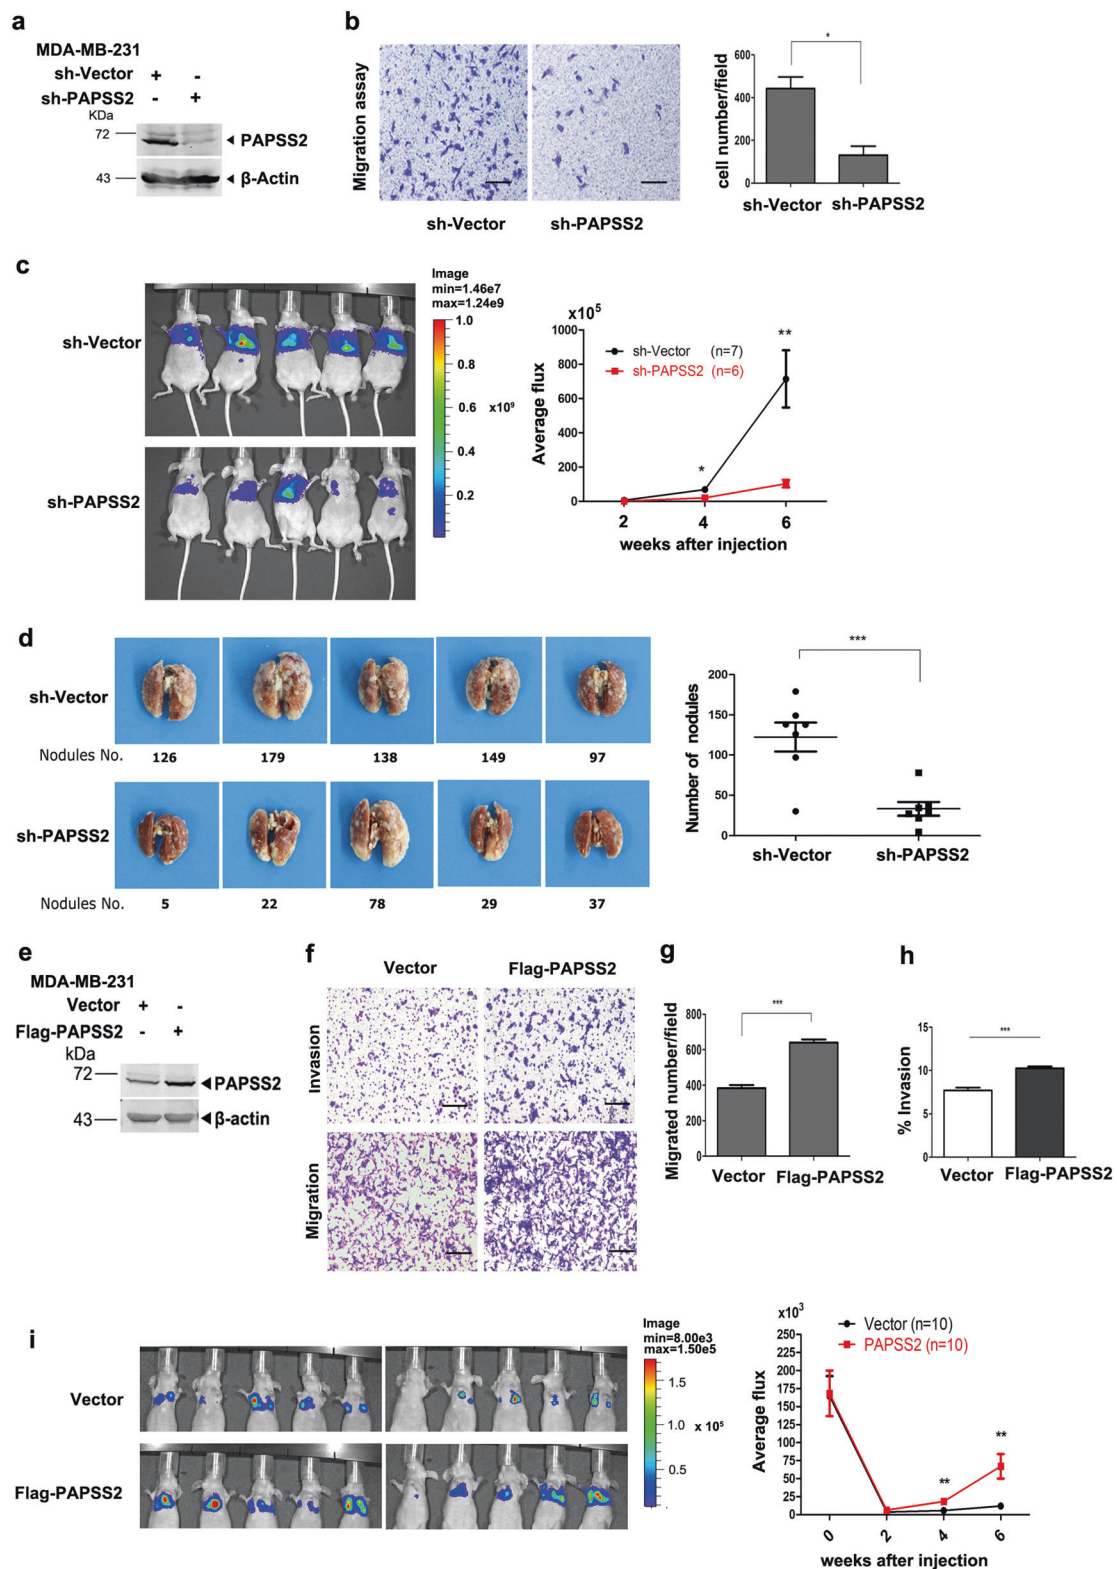 a
MDA-MB-231
sh-Vector + -
sh-PAPSS2 - +
KDa
72
PAPSS2
43
β-Actin
b
Migration assay
sh-Vector sh-PAPSS2
*
cell number/field
600
400
200
0
sh-Vector sh-PAPSS2
c
sh-Vector
sh-PAPSS2
Image
min=1.46e7
max=1.24e9
1.0
0.8
0.6
x10⁹
0.4
0.2
x10⁵
Average flux
1000
800
600
400
200
0
sh-Vector (n=7)
sh-PAPSS2 (n=6)
*
**
2 4 6
weeks after injection
d
sh-Vector
Nodules No. 126 179 138 149 97
sh-PAPSS2
Nodules No. 5 22 78 29 37
***
Number of nodules
200
150
100
50
0
sh-Vector sh-PAPSS2
e
MDA-MB-231
Vector + -
Flag-PAPSS2 - +
kDa
72
PAPSS2
43
β-actin
f
Vector Flag-PAPSS2
Invasion
Migration
g
***
Migrated number/field
800
600
400
200
0
Vector Flag-PAPSS2
h
***
% Invasion
15
10
5
0
Vector Flag-PAPSS2
i
Vector
Flag-PAPSS2
Image
min=8.00e3
max=1.50e5
1.5
1.0
x 10⁵
0.5
x10³
Average flux
250
225
200
175
150
125
100
75
50
25
0
Vector (n=10)
PAPSS2 (n=10)
**
**
0 2 4 6
weeks after injection